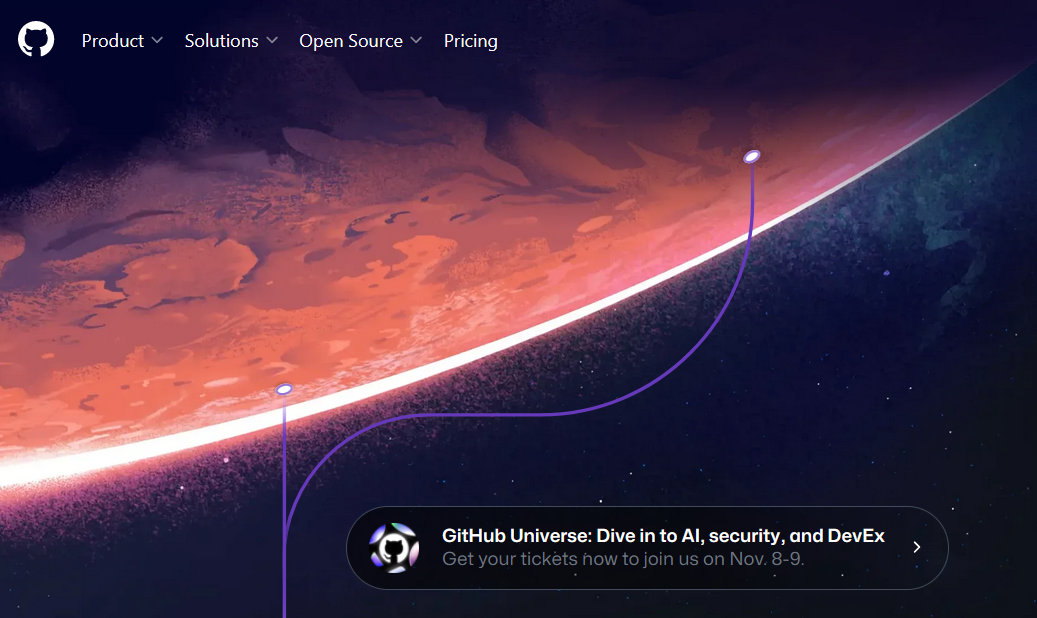 Product Solutions Open Source Pricing
GitHub Universe: Dive in to AI, security, and DevEx
Get your tickets now to join us on Nov. 8-9.